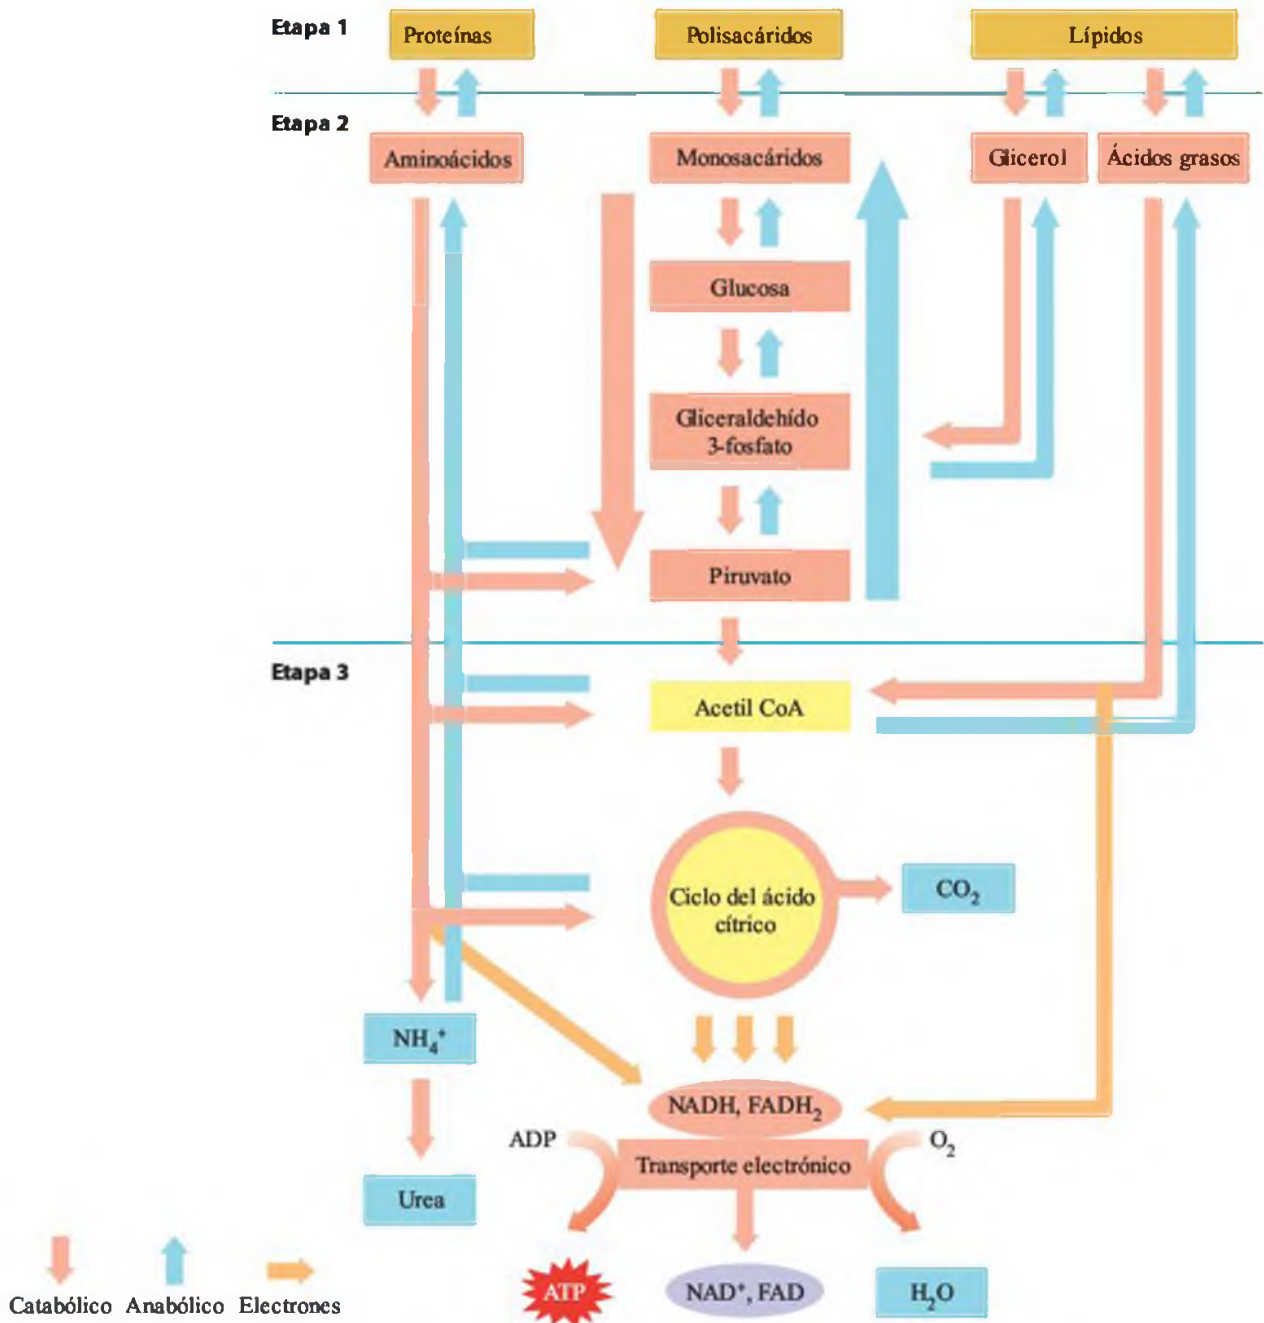 Etapa 1
Proteínas
Polisacáridos
Lípidos
Etapa 2
Aminoácidos
Monosacáridos
Glicerol
Ácidos grasos
Glucosa
Gliceraldehído
3-fosfato
Piruvato
Etapa 3
Acetil CoA
Ciclo del ácido
cítrico
CO₂
NH₄⁺
NADH, FADH₂
ADP
O₂
Transporte electrónico
Urea
ATP
NAD⁺, FAD
H₂O
Catabólico Anabólico Electrones